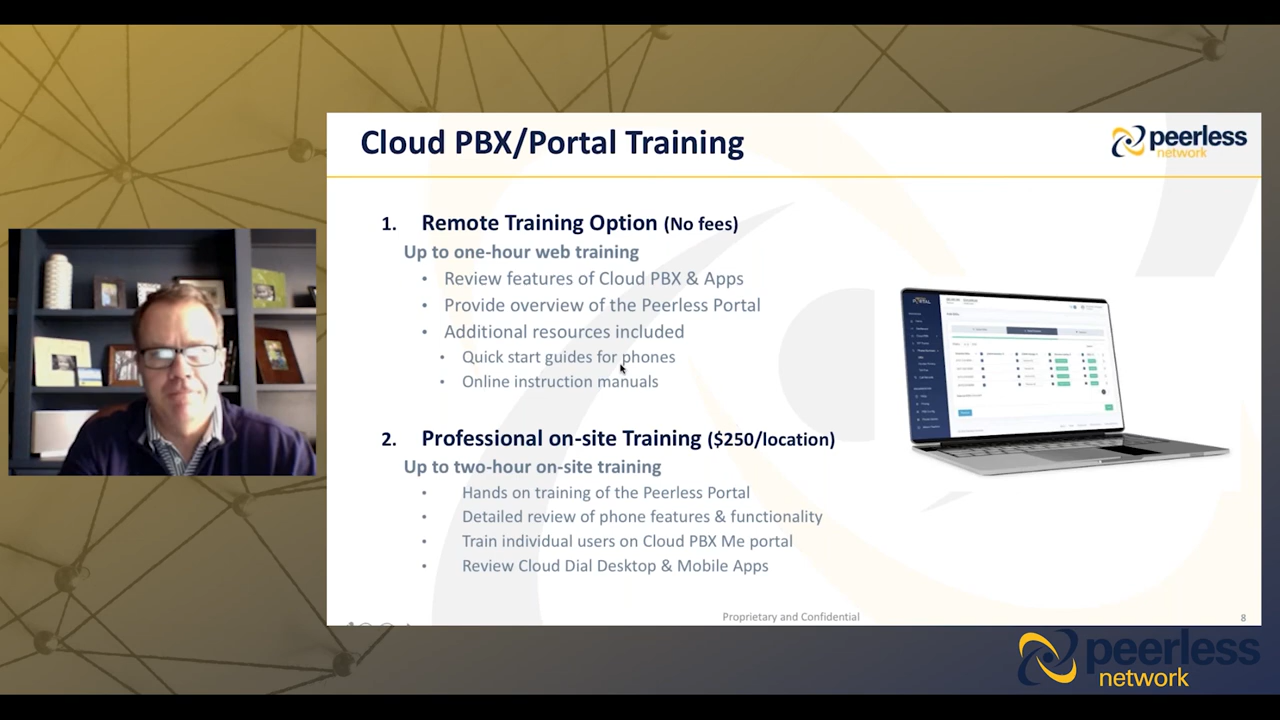 Cloud PBX/Portal Training
peerless
network
1. Remote Training Option (No fees)
Up to one-hour web training
• Review features of Cloud PBX & Apps
• Provide overview of the Peerless Portal
• Additional resources included
• Quick start guides for phones
• Online instruction manuals
2. Professional on-site Training ($250/location)
Up to two-hour on-site training
• Hands on training of the Peerless Portal
• Detailed review of phone features & functionality
• Train individual users on Cloud PBX Me portal
• Review Cloud Dial Desktop & Mobile Apps
Proprietary and Confidential
8
peerless
network